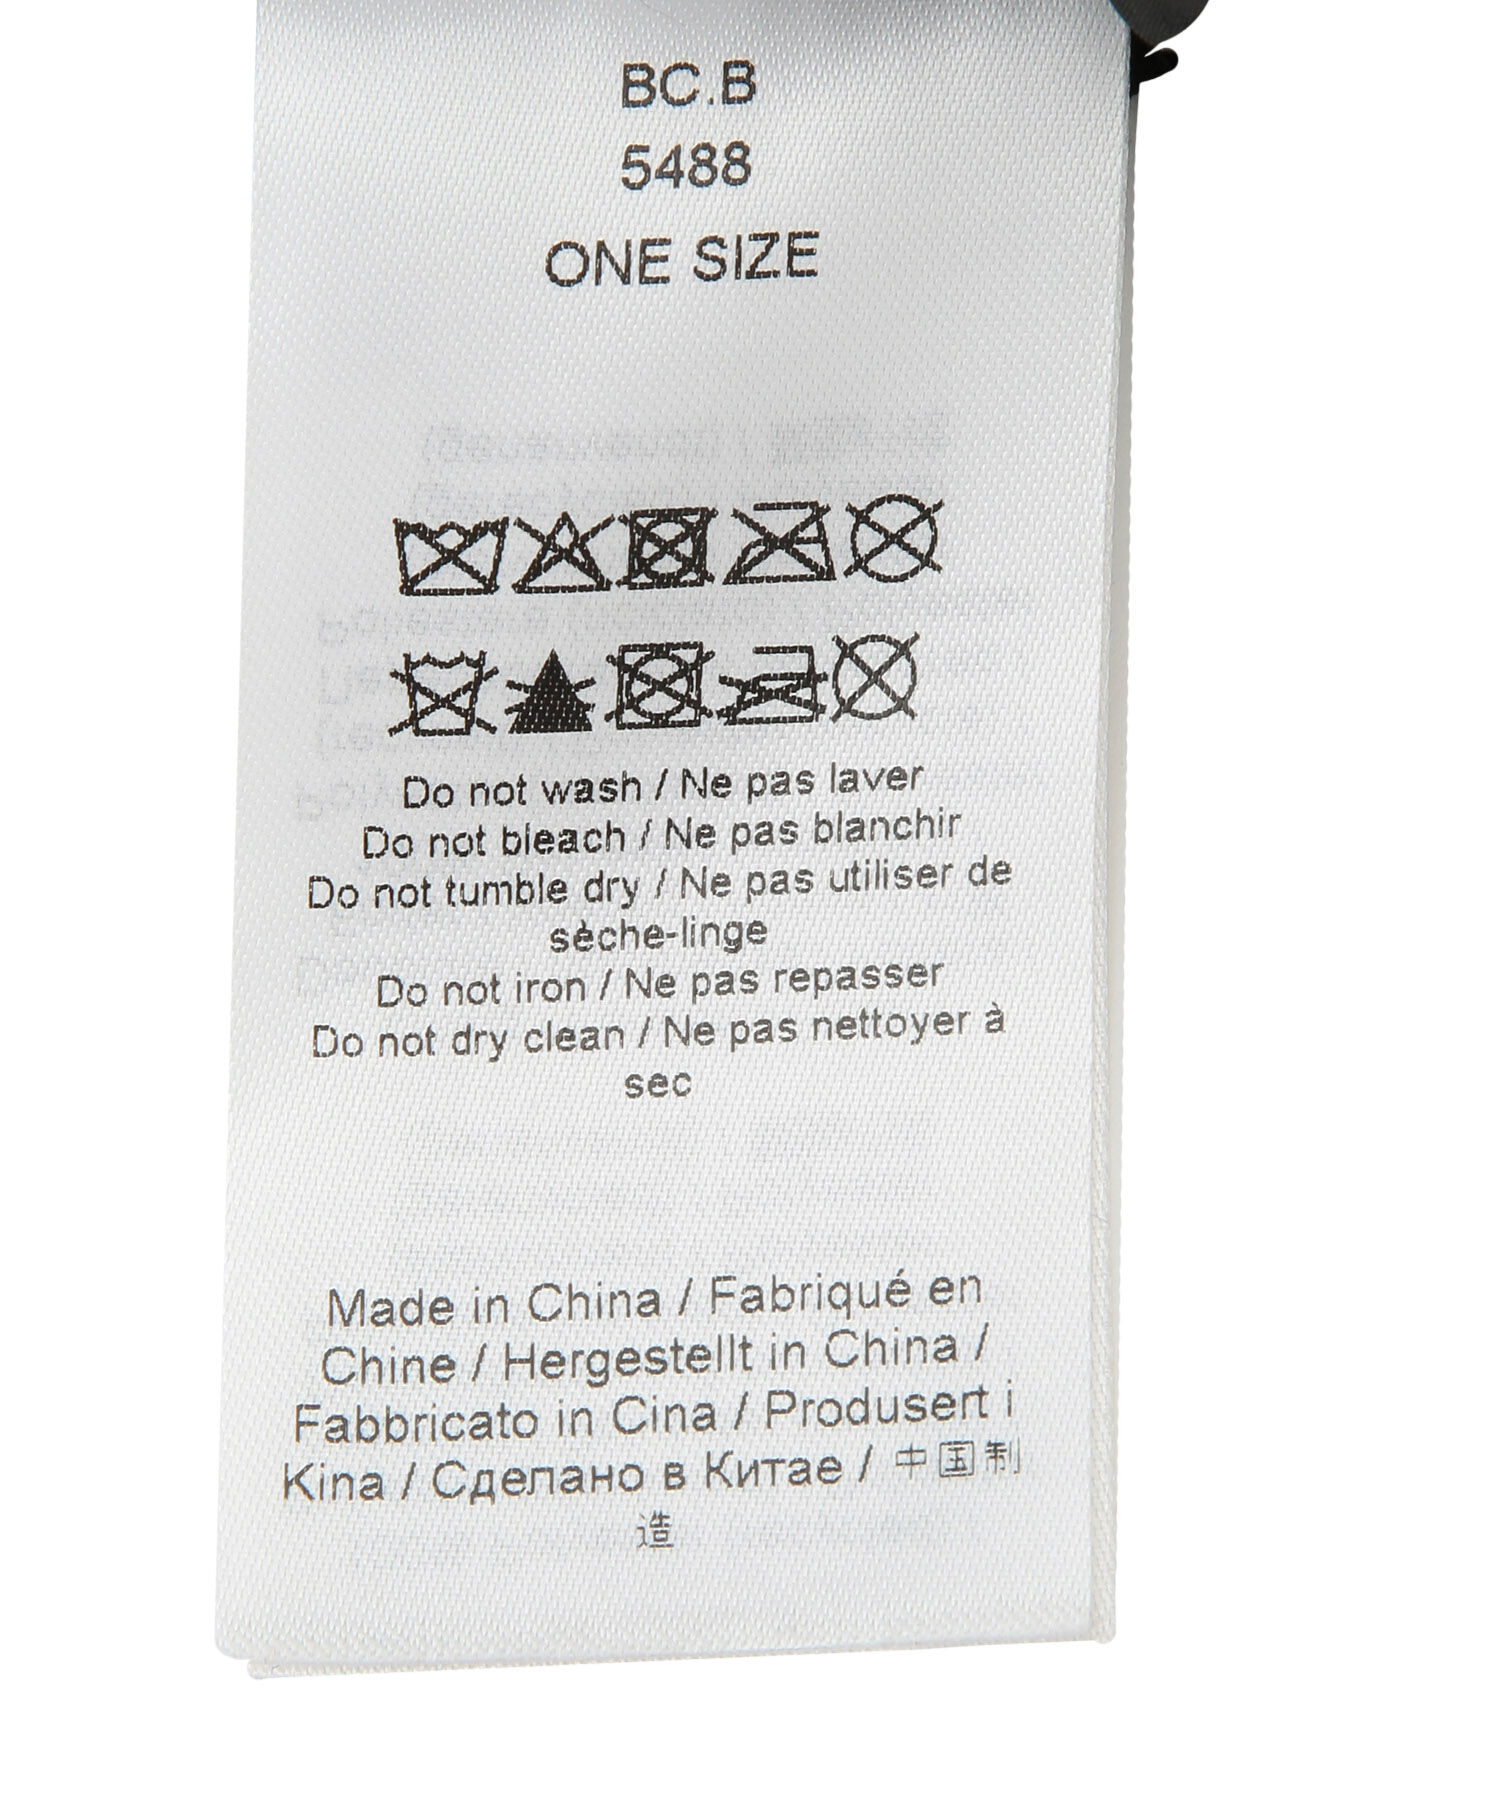 BC.B
5488
ONE SIZE
Do not wash / Ne pas laver
Do not bleach / Ne pas blanchir
Do not tumble dry / Ne pas utiliser de
sèche-linge
Do not iron / Ne pas repasser
Do not dry clean / Ne pas nettoyer à
sec
Made in China / Fabriqué en
Chine / Hergestellt in China /
Fabbricato in Cina / Produsert i
Kina / Сделано в Китае / 中国制
造